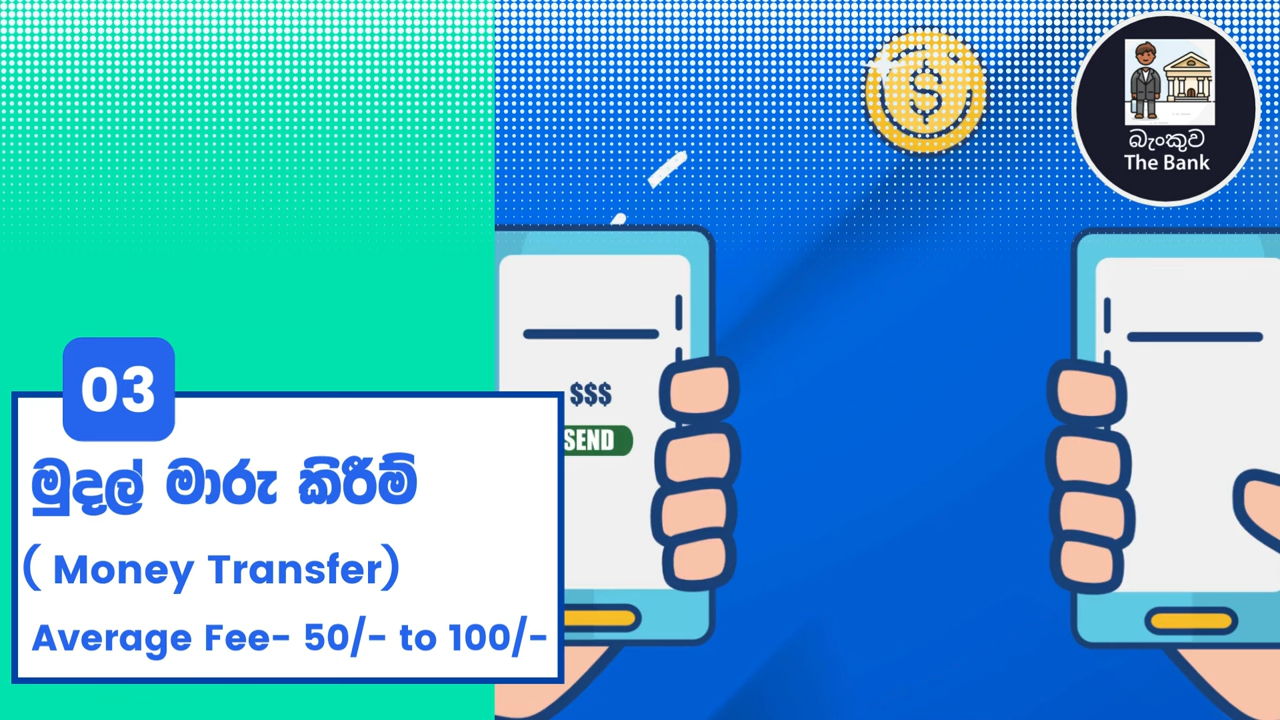 බැංකුව
The Bank
$
$$$
SEND
03
මුදල් මාරු කිරීම්
( Money Transfer)
Average Fee- 50/- to 100/-